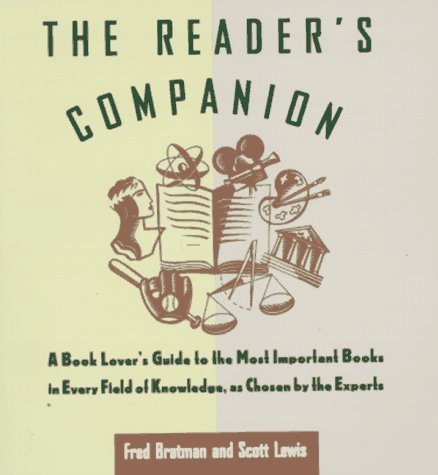 THE READER'S
COMPANION
A Book Lover's Guide to the Most Important Books
in Every Field of Knowledge, as Chosen by the Experts
Fred Bratman and Scott Lewis